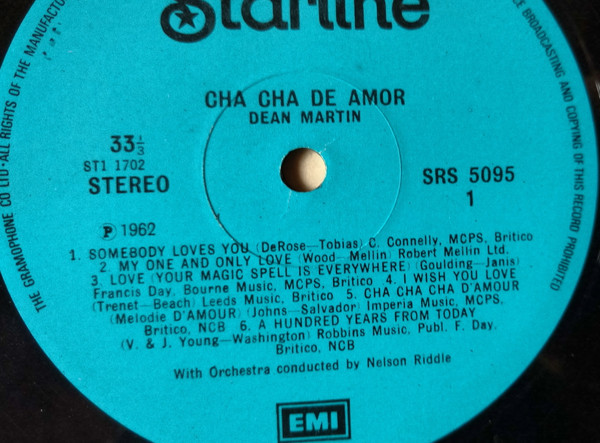 Starline
THE GRAMOPHONE CO LTD·ALL RIGHTS OF THE MANUFACTU
CE BROADCASTING AND COPYING OF THIS RECORD PROHIBITED
CHA CHA DE AMOR
DEAN MARTIN
33⅓
ST1 1702
STEREO
SRS 5095
1
Ⓟ 1962
1. SOMEBODY LOVES YOU (DeRose—Tobias) C. Connelly, MCPS, Britico
2. MY ONE AND ONLY LOVE (Wood—Mellin) Robert Mellin Ltd.
3. LOVE (YOUR MAGIC SPELL IS EVERYWHERE) (Goulding—Janis)
Francis Day, Bourne Music, MCPS, Britico 4. I WISH YOU LOVE
(Trenet—Beach) Leeds Music, Britico 5. CHA CHA CHA D'AMOUR
(Melodie D'AMOUR) (Johns—Salvador) Imperia Music, MCPS,
Britico, NCB 6. A HUNDRED YEARS FROM TODAY
(V. & J. Young—Washington) Robbins Music, Publ. F. Day,
Britico, NCB
With Orchestra conducted by Nelson Riddle
EMI